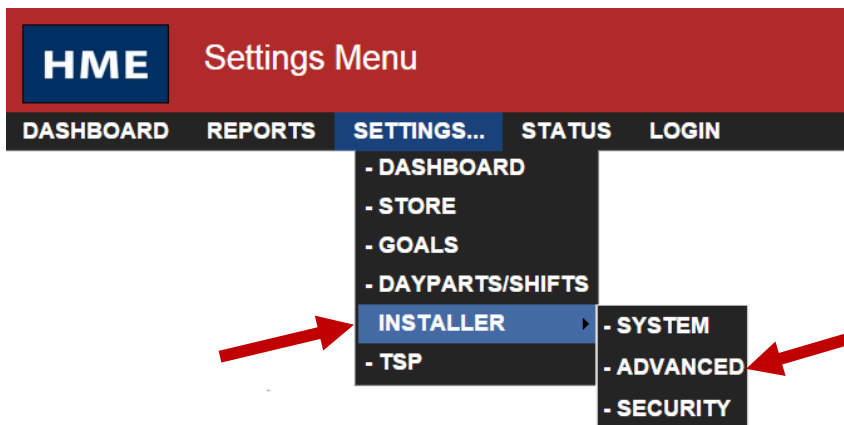 HME Settings Menu
DASHBOARD REPORTS SETTINGS... STATUS LOGIN
- DASHBOARD
- STORE
- GOALS
- DAYPARTS/SHIFTS
INSTALLER
- TSP
- SYSTEM
- ADVANCED
- SECURITY